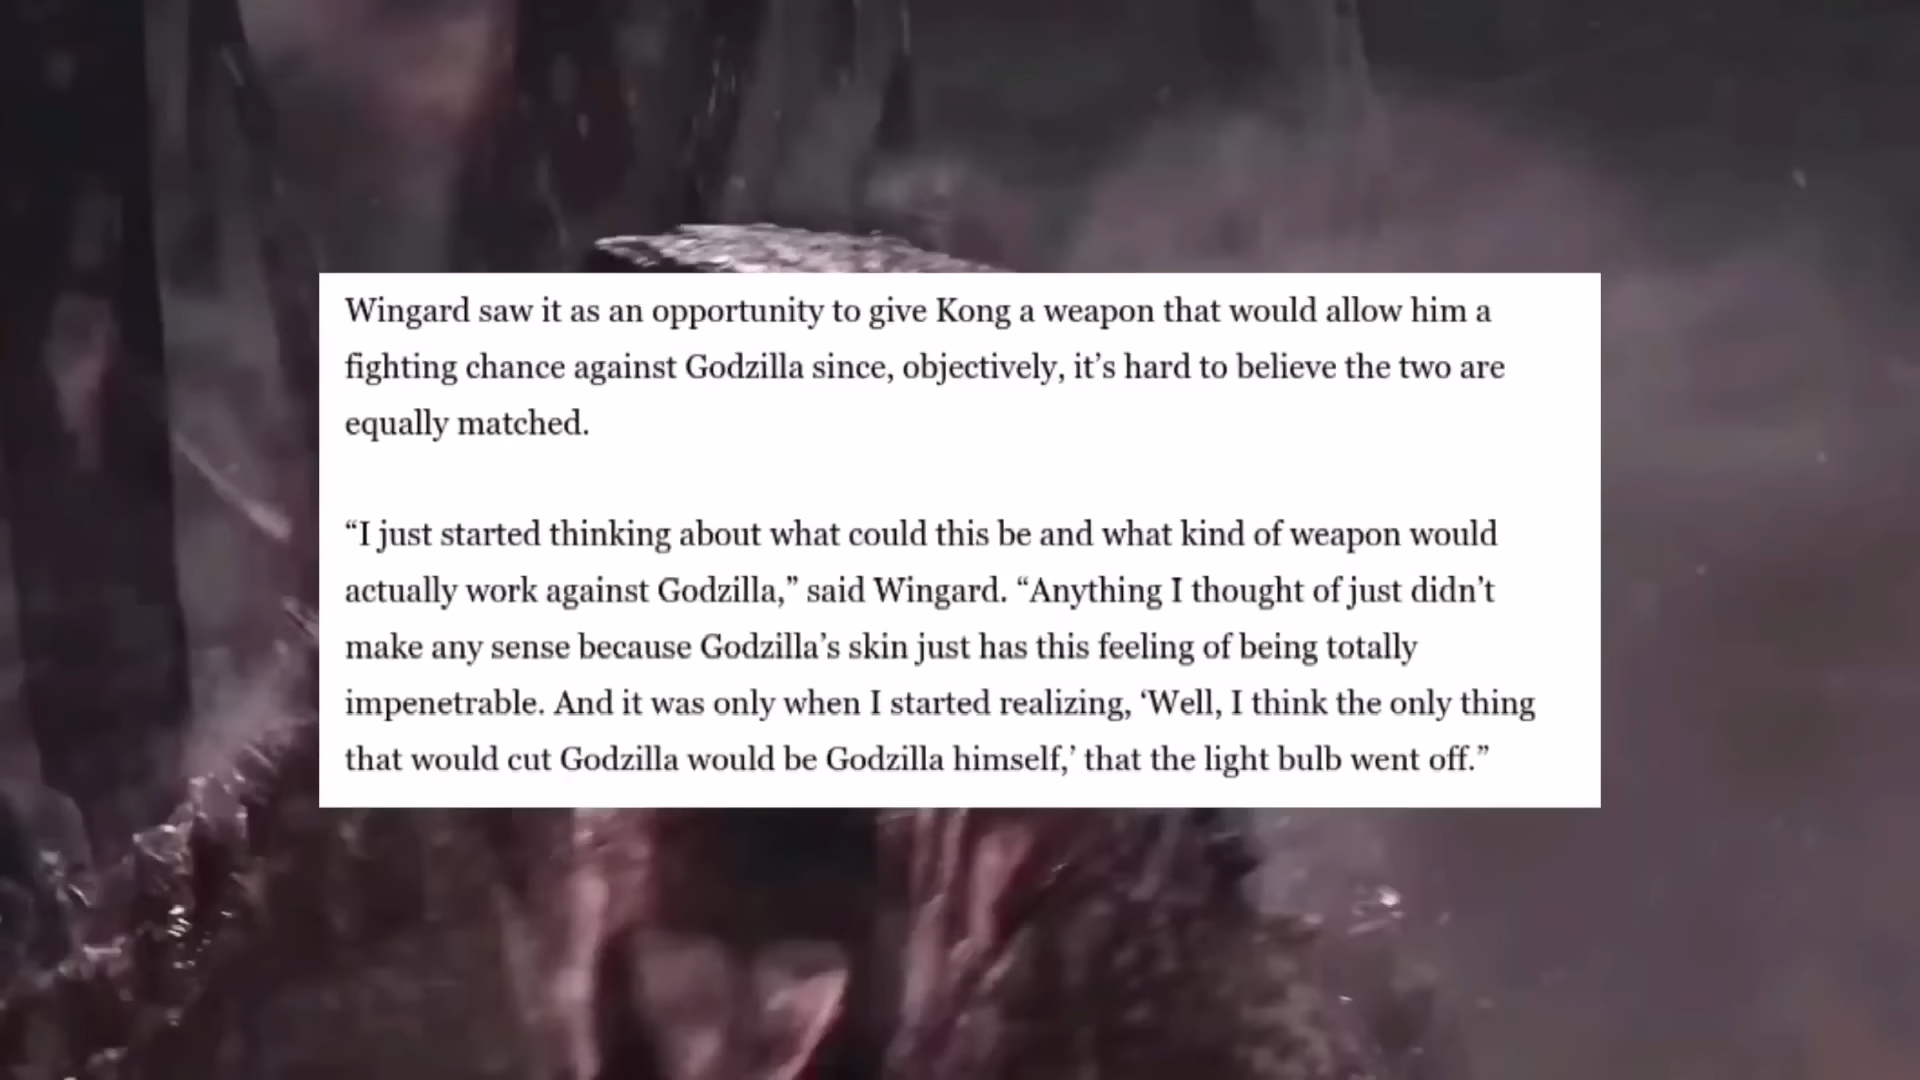 Wingard saw it as an opportunity to give Kong a weapon that would allow him a
fighting chance against Godzilla since, objectively, it’s hard to believe the two are
equally matched.
“I just started thinking about what could this be and what kind of weapon would
actually work against Godzilla,” said Wingard. “Anything I thought of just didn’t
make any sense because Godzilla’s skin just has this feeling of being totally
impenetrable. And it was only when I started realizing, ‘Well, I think the only thing
that would cut Godzilla would be Godzilla himself,’ that the light bulb went off.”